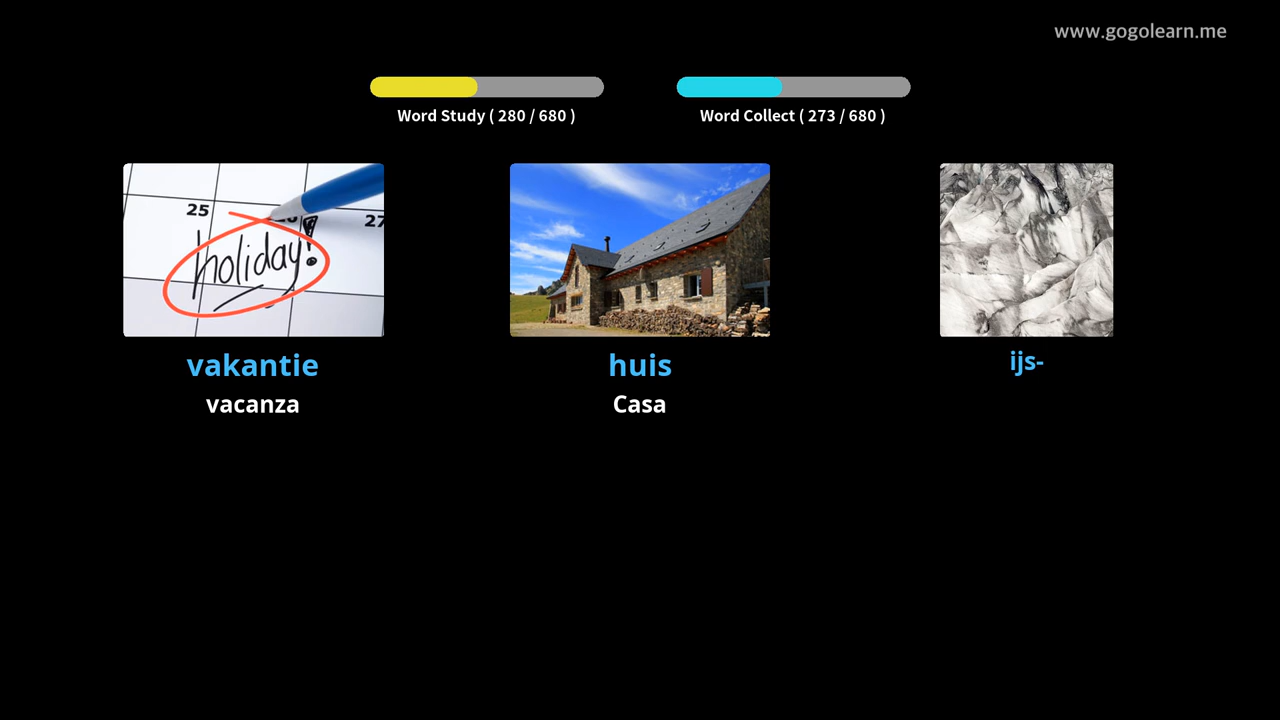 www.gogolearn.me
Word Study ( 280 / 680 )
Word Collect ( 273 / 680 )
25
27
holiday!
vakantie
huis
ijs-
vacanza
Casa